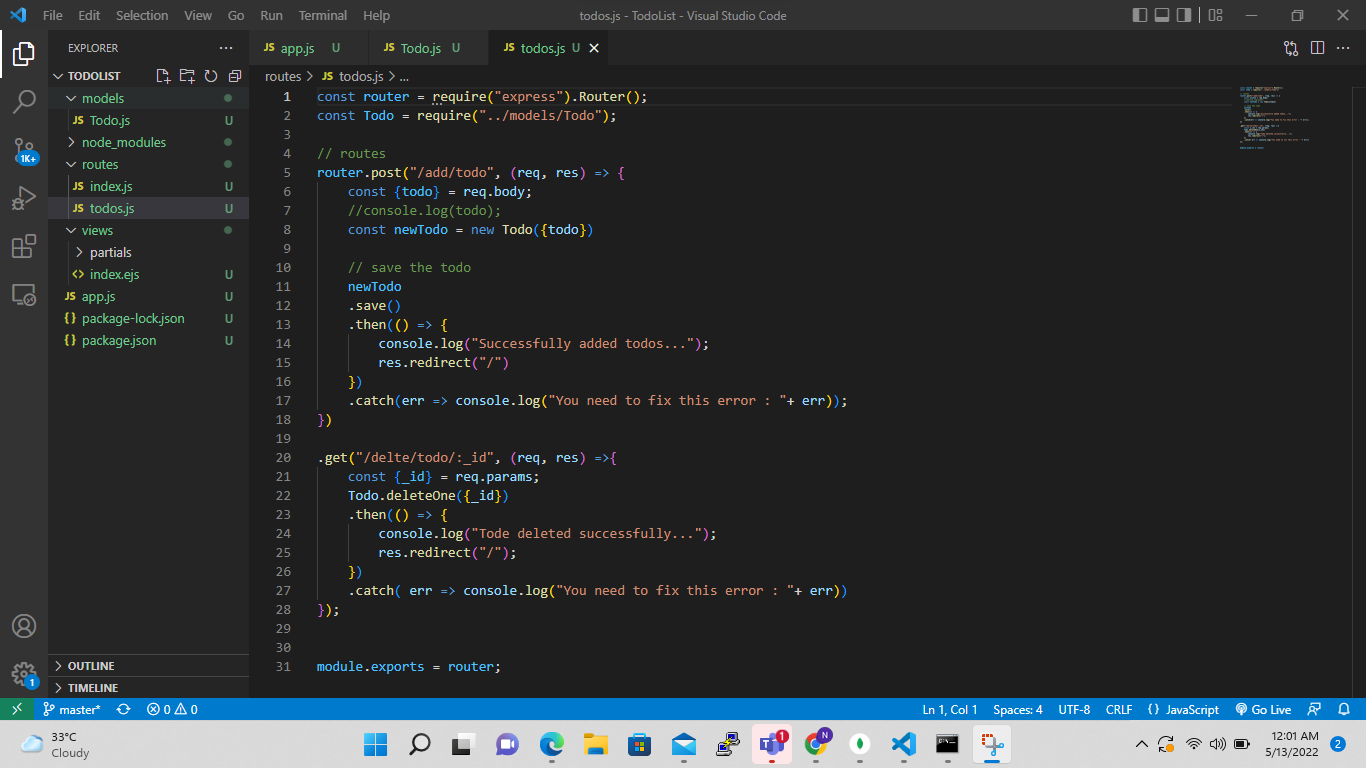 File Edit Selection View Go Run Terminal Help todos.js - TodoList - Visual Studio Code
EXPLORER
JS app.js U JS Todo.js U JS todos.js U
TODOLIST
routes > JS todos.js > ...
models
JS Todo.js U
node_modules
routes
JS index.js U
JS todos.js U
views
partials
<> index.ejs U
JS app.js U
{} package-lock.json U
{} package.json U
OUTLINE
TIMELINE
1K+
1
1 const router = require("express").Router();
2 const Todo = require("../models/Todo");
3
4 // routes
5 router.post("/add/todo", (req, res) => {
6 const {todo} = req.body;
7 //console.log(todo);
8 const newTodo = new Todo({todo})
9
10 // save the todo
11 newTodo
12 .save()
13 .then(() => {
14 console.log("Successfully added todos...");
15 res.redirect("/")
16 })
17 .catch(err => console.log("You need to fix this error : "+ err));
18 })
19
20 .get("/delte/todo/:_id", (req, res) =>{
21 const {_id} = req.params;
22 Todo.deleteOne({_id})
23 .then(() => {
24 console.log("Tode deleted successfully...");
25 res.redirect("/");
26 })
27 .catch( err => console.log("You need to fix this error : "+ err))
28 });
29
30
31 module.exports = router;
master* 0 0 Ln 1, Col 1 Spaces: 4 UTF-8 CRLF {} JavaScript Go Live
33°C
Cloudy
1
N
12:01 AM
5/13/2022
2